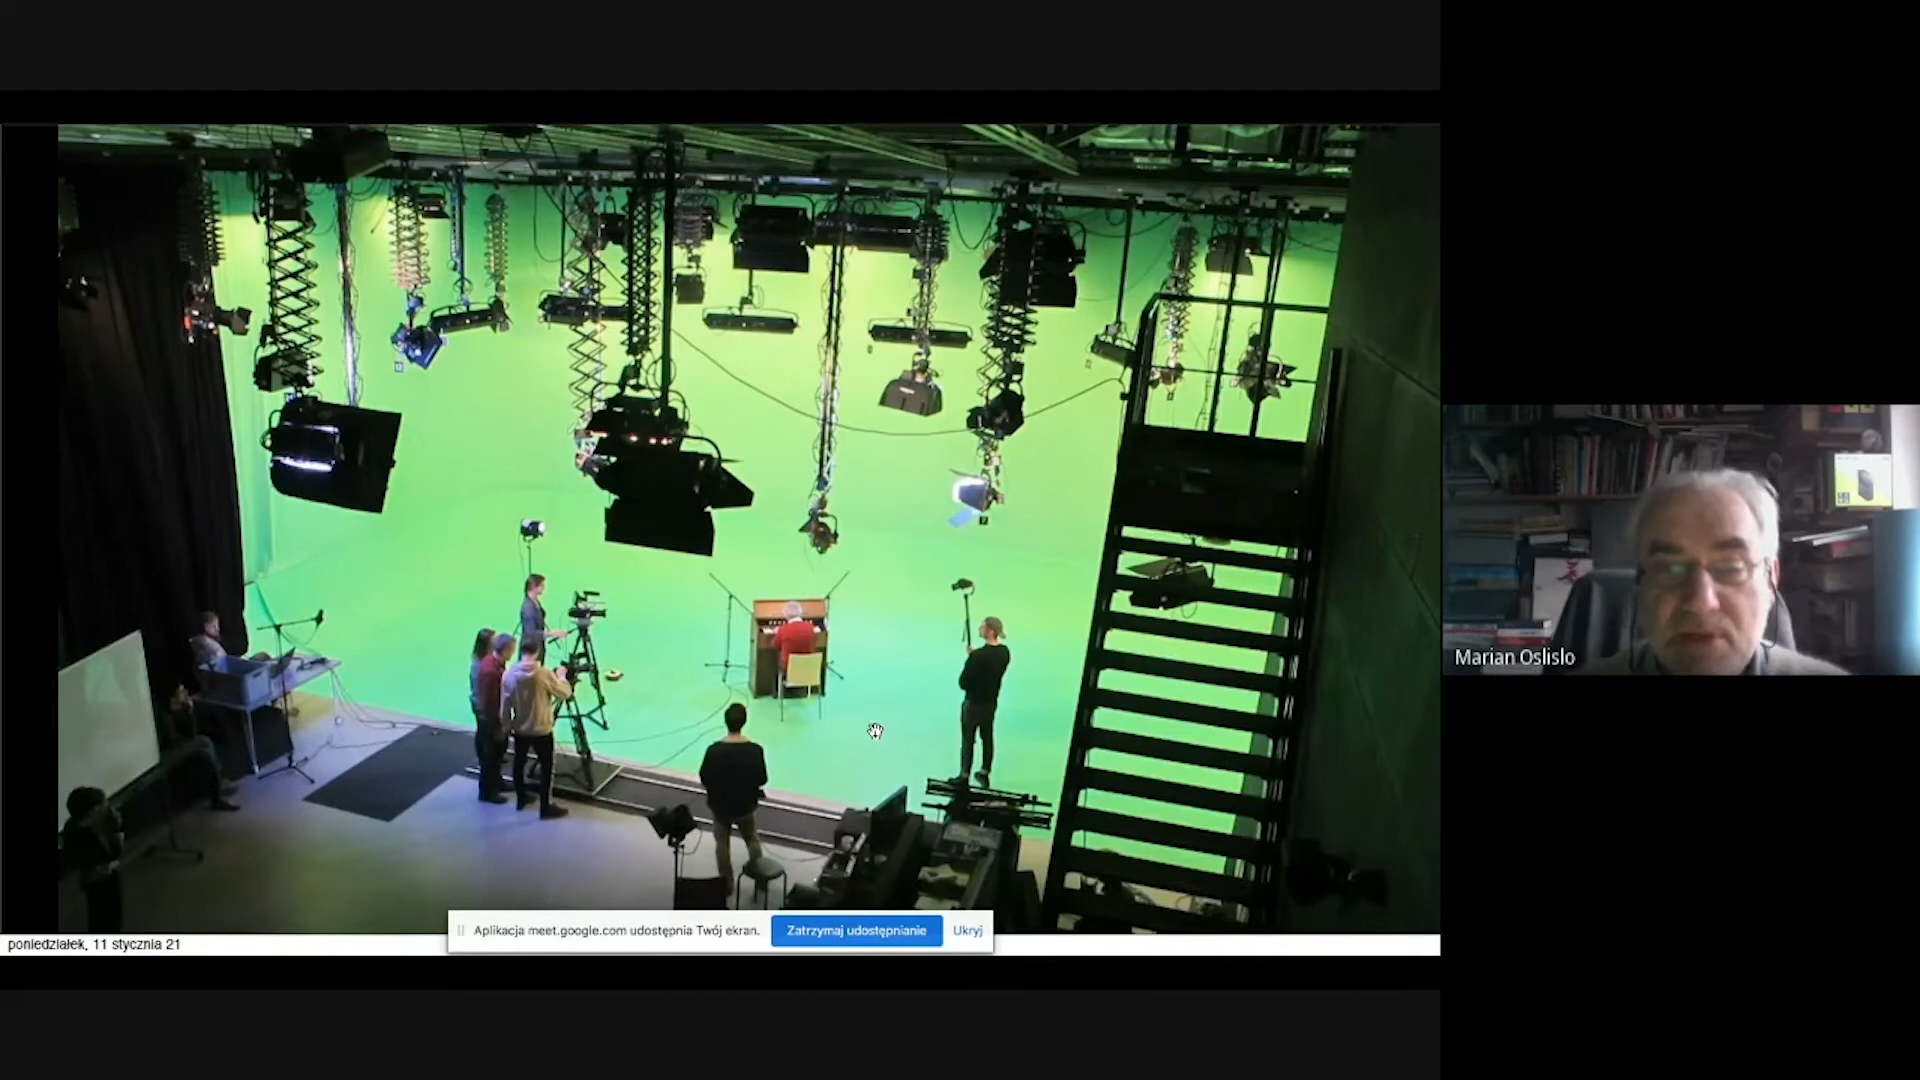 Marian Oslislo
Aplikacja meet.google.com udostępnia Twój ekran. Zatrzymaj udostępnianie Ukryj
poniedziałek, 11 stycznia 21